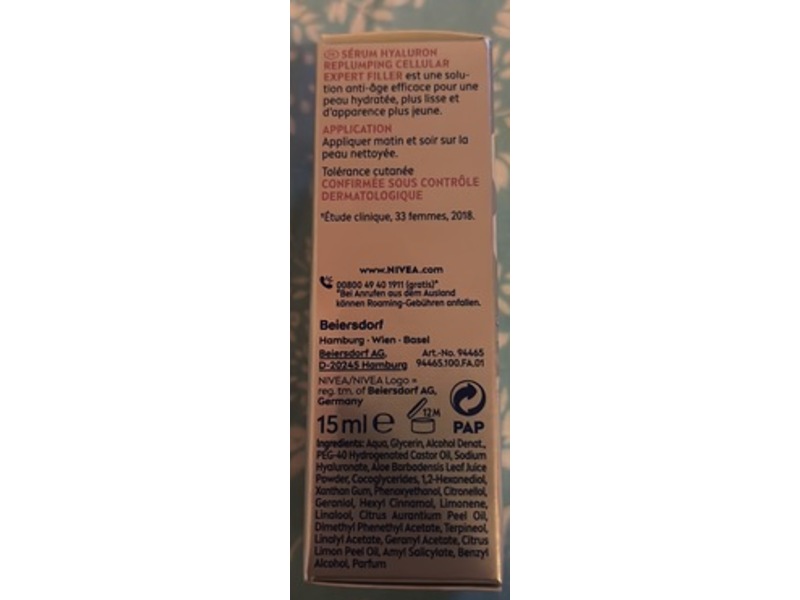 FR SÉRUM HYALURON
REPLUMPING CELLULAR
EXPERT FILLER est une solu-
tion anti-âge efficace pour une
peau hydratée, plus lisse et
d'apparence plus jeune.
APPLICATION
Appliquer matin et soir sur la
peau nettoyée.
Tolérance cutanée
CONFIRMÉE SOUS CONTRÔLE
DERMATOLOGIQUE
*Étude clinique, 33 femmes, 2018.
www.NIVEA.com
00800 49 40 1911 (gratis)*
*Bei Anrufen aus dem Ausland
können Roaming-Gebühren anfallen.
Beiersdorf
Hamburg · Wien · Basel
Beiersdorf AG,
D-20245 Hamburg
Art.-No. 94465
94465.100.FA.01
NIVEA/NIVEA Logo =
reg. tm. of Beiersdorf AG,
Germany
15 ml e
12 M
PAP
Ingredients: Aqua, Glycerin, Alcohol Denat.,
PEG-40 Hydrogenated Castor Oil, Sodium
Hyaluronate, Aloe Barbadensis Leaf Juice
Powder, Cocoglycerides, 1,2-Hexanediol,
Xanthan Gum, Phenoxyethanol, Citronellol,
Geraniol, Hexyl Cinnamal, Limonene,
Linalool, Citrus Aurantium Peel Oil,
Dimethyl Phenethyl Acetate, Terpineol,
Linalyl Acetate, Geranyl Acetate, Citrus
Limon Peel Oil, Amyl Salicylate, Benzyl
Alcohol, Parfum